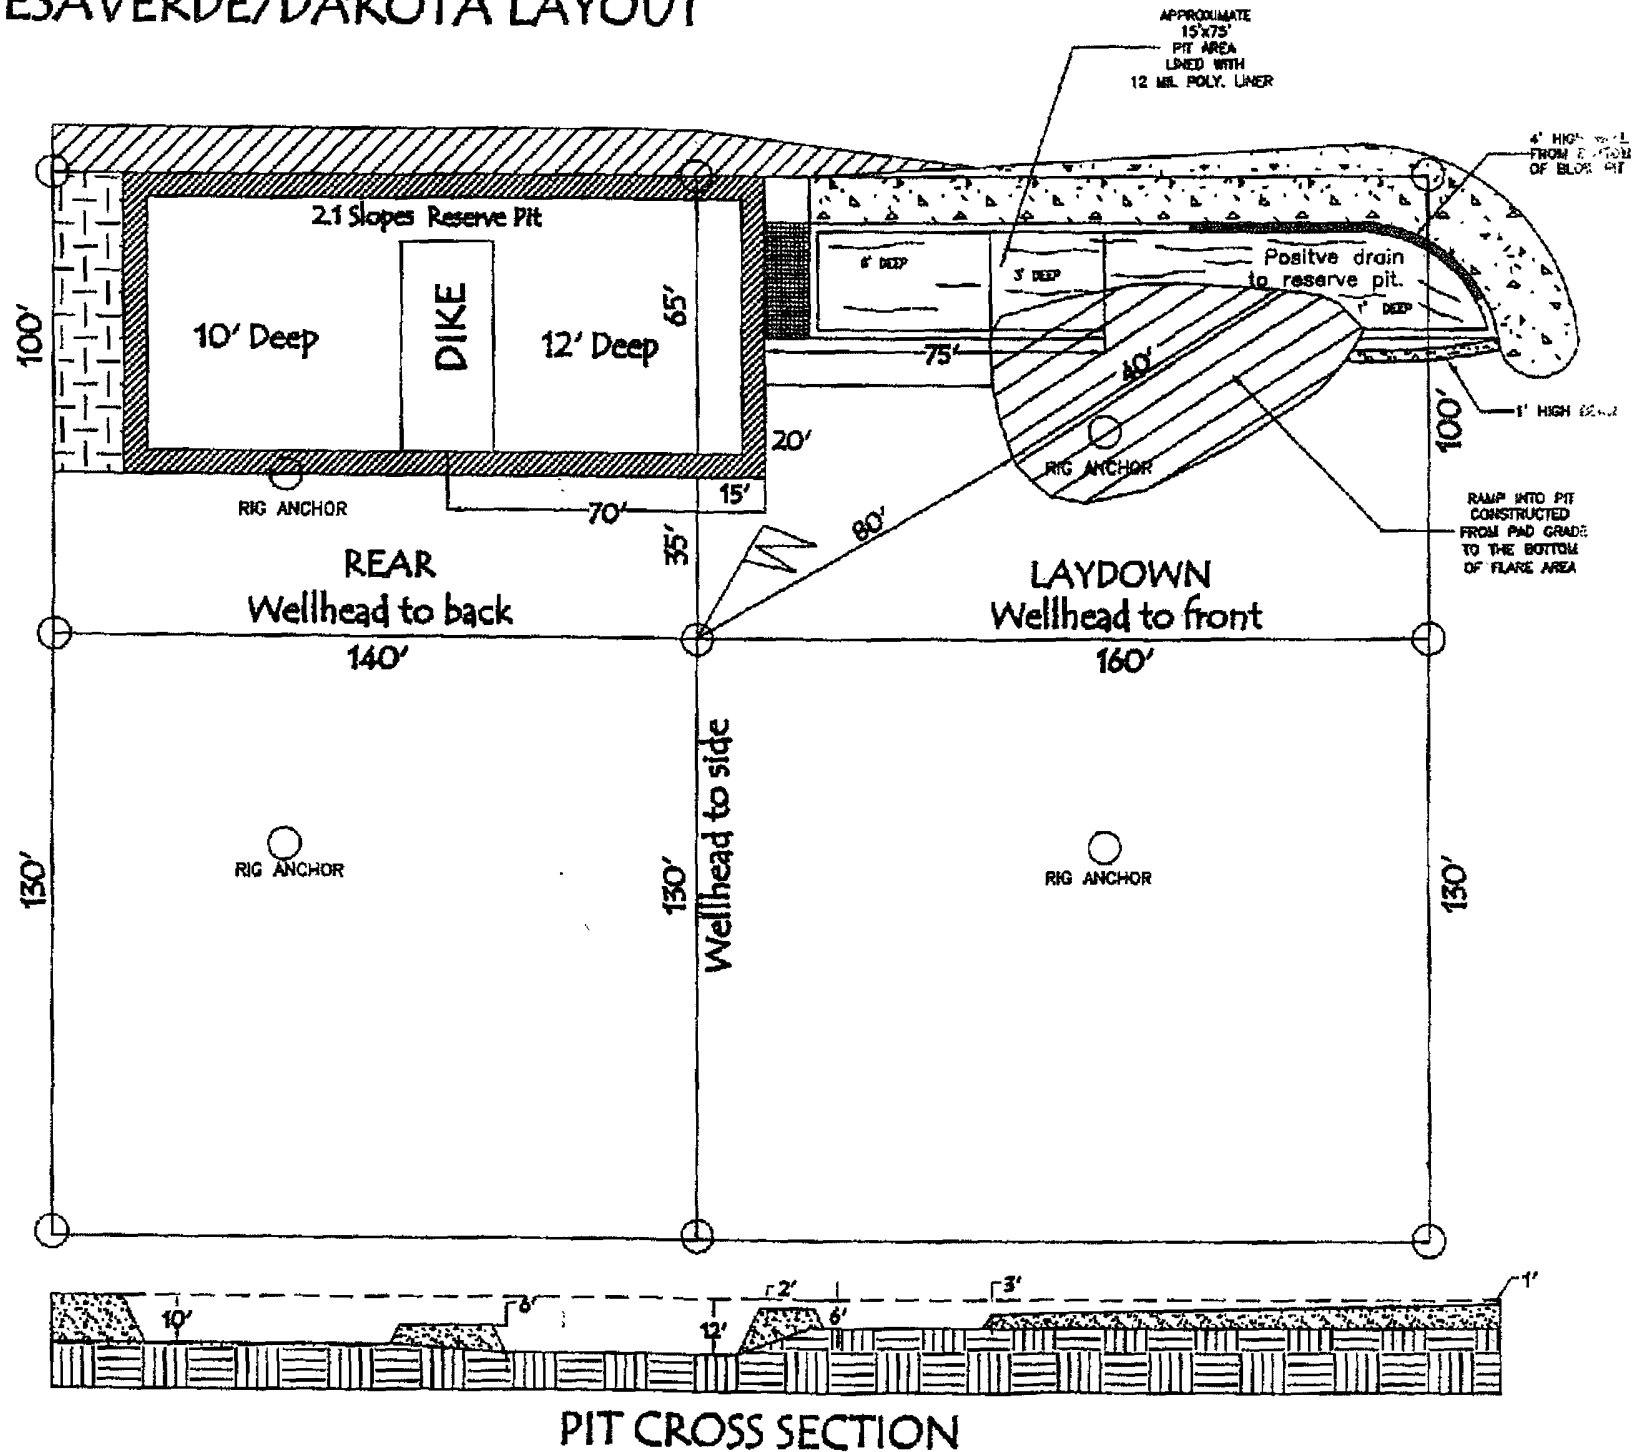 ESAVERDE/DAKOTA LAYOUT
APPROXIMATE
15'x75'
PIT AREA
LINED WITH
12 MIL POLY. LINER
4' HIGH
FROM
OF BLOW PIT
2.1 Slopes Reserve Pit
6' DEEP
3' DEEP
Positve drain
to reserve pit.
1' DEEP
100'
10' Deep
DIKE
12' Deep
65'
75'
40'
1' HIGH
100'
20'
RIG ANCHOR
15'
RIG ANCHOR
70'
80'
35'
RAMP INTO PIT
CONSTRUCTED
FROM PAD GRADE
TO THE BOTTOM
OF FLARE AREA
REAR
Wellhead to back
LAYDOWN
Wellhead to front
140'
160'
Wellhead to side
130'
130'
130'
RIG ANCHOR
RIG ANCHOR
10'
6'
12'
2'
6'
3'
1'
PIT CROSS SECTION